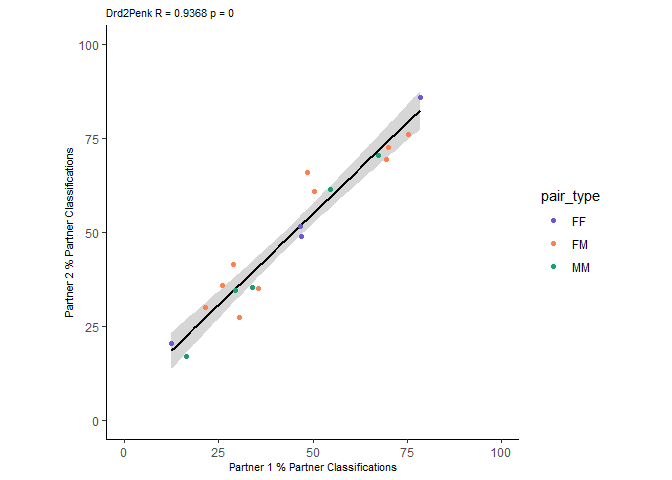 Drd2Penk R = 0.9368 p = 0
100
75
50
25
0
Partner 2 % Partner Classifications
0 25 50 75 100
Partner 1 % Partner Classifications
pair_type
FF
FM
MM